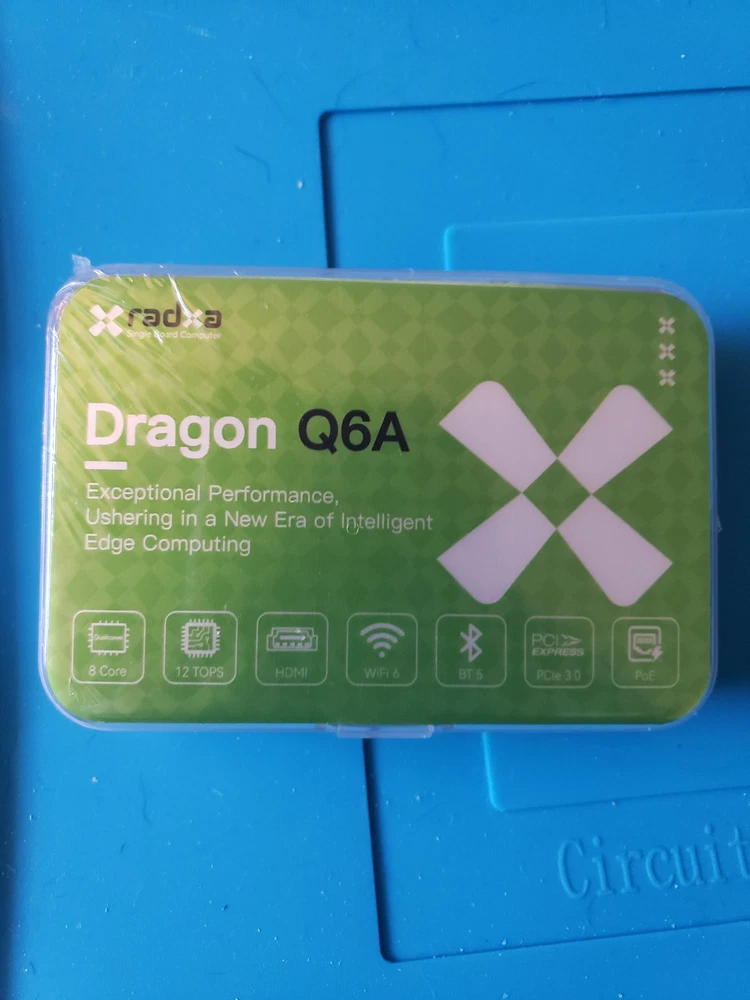 radxa
Single Board Computer
Dragon Q6A
Exceptional Performance,
Ushering in a New Era of Intelligent
Edge Computing
Qualcomm
8 Core
12 TOPS
HDMI
WiFi 6
BT 5
PCI
EXPRESS
PCIe 3.0
PoE
Circuit